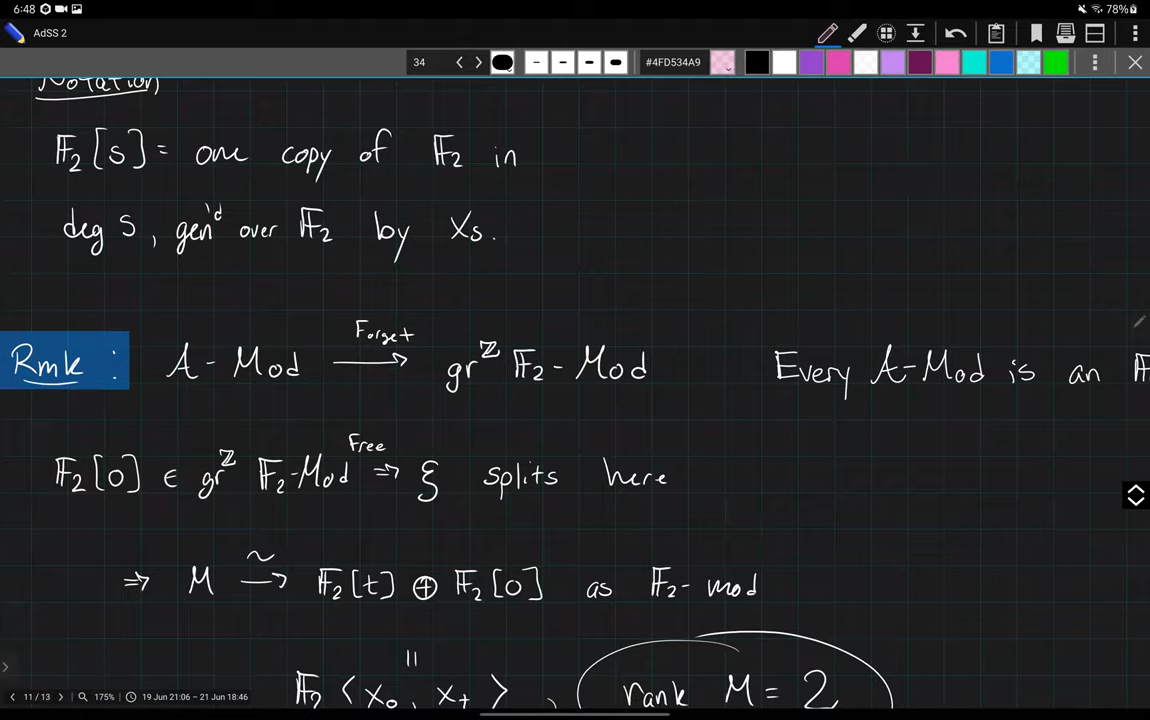 6:48 78%
AdSS 2
34 #4FD534A9
Notation
𝔽₂[s] = one copy of 𝔽₂ in
deg s, gen'd over 𝔽₂ by xₛ.
Rmk: A-Mod —Forget→ gr^ℤ 𝔽₂-Mod Every A-Mod is an 𝔽
𝔽₂[0] ∈ gr^ℤ 𝔽₂-Mod Free ⇒ ξ splits here
⇒ M ~→ 𝔽₂[t] ⊕ 𝔽₂[0] as 𝔽₂-mod
||
𝔽₂ ⟨x₀, xₜ⟩, rank M = 2
11 / 13 175% 19 Jun 21:06 – 21 Jun 18:46